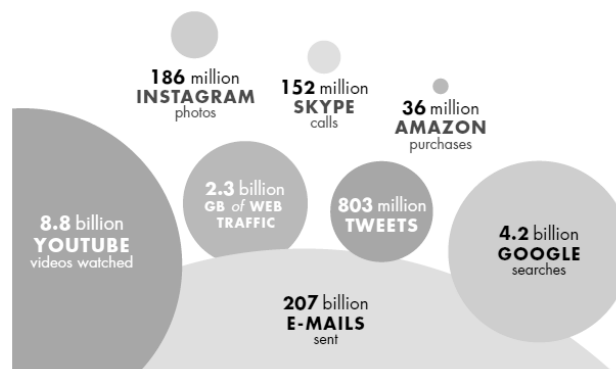 186 million
INSTAGRAM
photos
152 million
SKYPE
calls
36 million
AMAZON
purchases
8.8 billion
YOUTUBE
videos watched
2.3 billion
GB of WEB
TRAFFIC
803 million
TWEETS
4.2 billion
GOOGLE
searches
207 billion
E-MAILS
sent